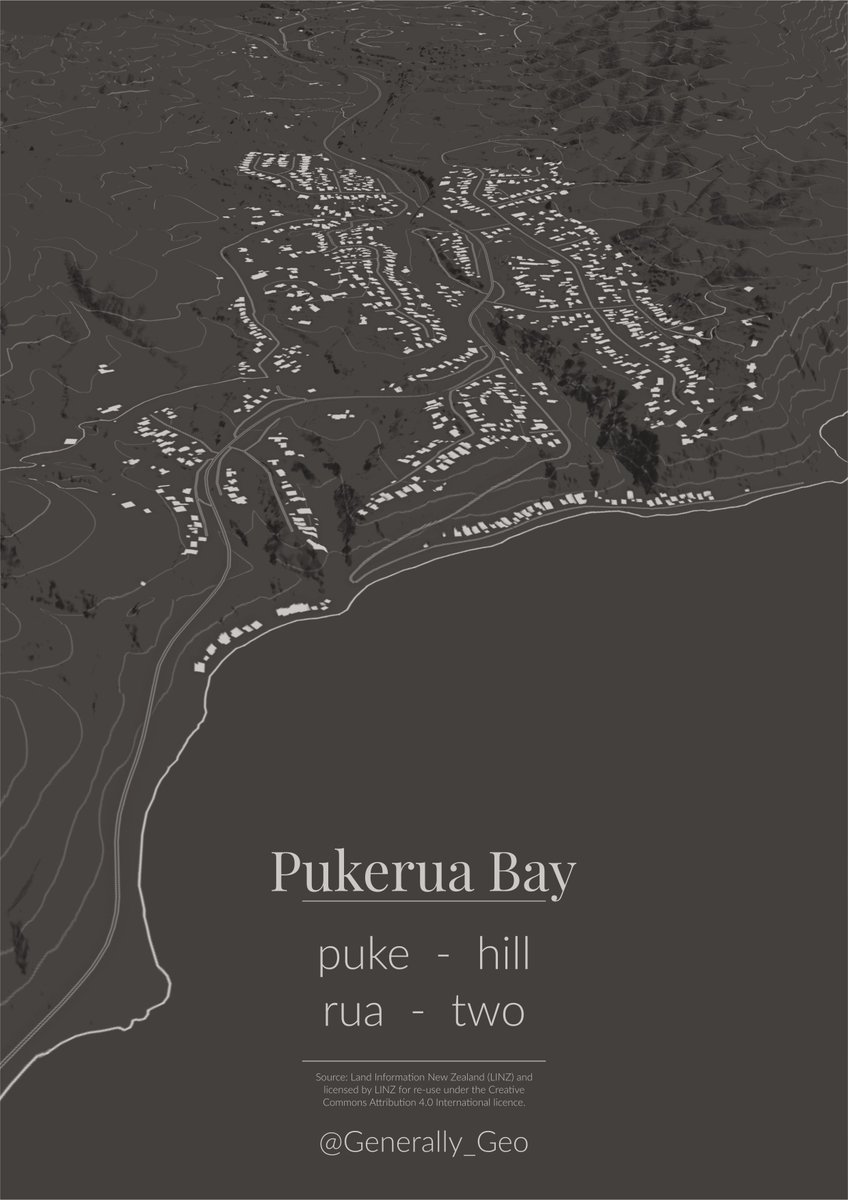 Pukerua Bay
puke - hill
rua - two
Source: Land Information New Zealand (LINZ) and
licensed by LINZ for re-use under the Creative
Commons Attribution 4.0 International licence.
@Generally_Geo